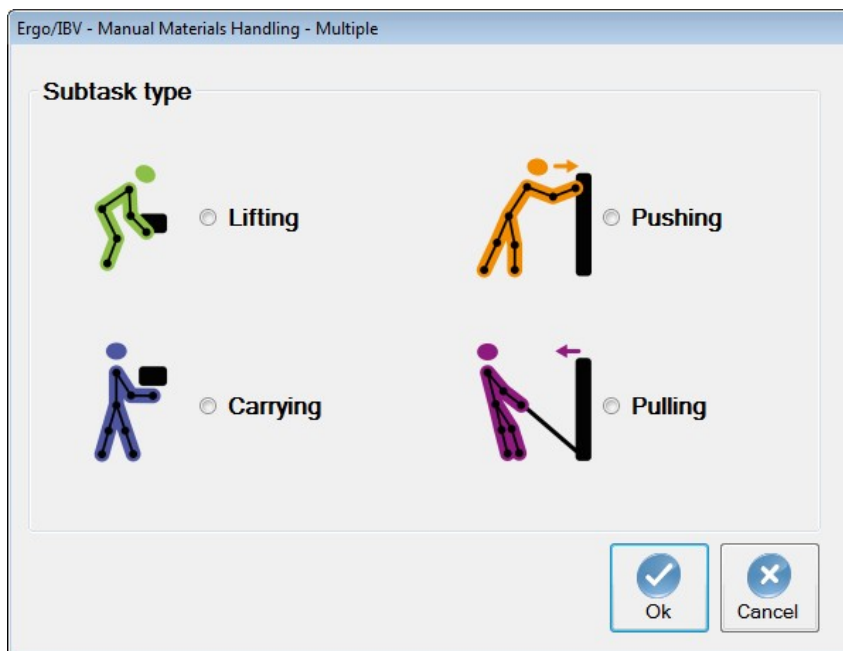 Ergo/IBV - Manual Materials Handling - Multiple
Subtask type
Lifting
Pushing
Carrying
Pulling
Ok
Cancel